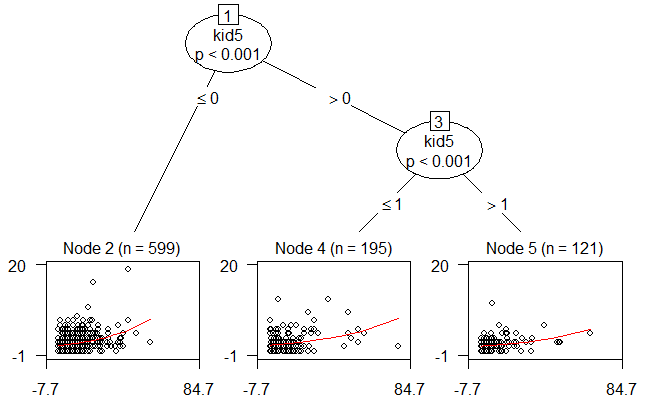 1
kid5
p < 0.001
≤ 0
> 0
3
kid5
p < 0.001
≤ 1
> 1
Node 2 (n = 599)
Node 4 (n = 195)
Node 5 (n = 121)
20
-1
-7.7
84.7
20
-1
-7.7
84.7
20
-1
-7.7
84.7